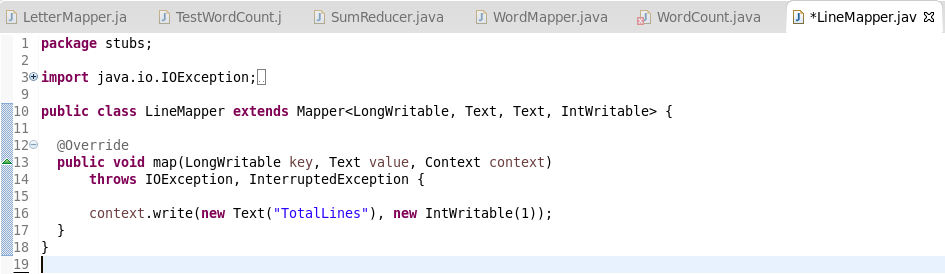 LetterMapper.ja TestWordCount.j SumReducer.java WordMapper.java WordCount.java *LineMapper.jav
1 package stubs;
2
3 import java.io.IOException;
9
10 public class LineMapper extends Mapper<LongWritable, Text, Text, IntWritable> {
11
12 @Override
13 public void map(LongWritable key, Text value, Context context)
14 throws IOException, InterruptedException {
15
16 context.write(new Text("TotalLines"), new IntWritable(1));
17 }
18 }
19